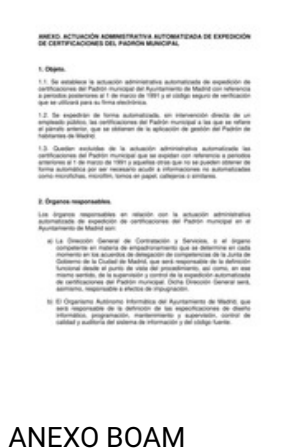 ANEXO: ACTUACIÓN ADMINISTRATIVA AUTOMATIZADA DE EXPEDICIÓN
DE CERTIFICACIONES DEL PADRÓN MUNICIPAL
1. Objeto.
1.1. Se establece la actuación administrativa automatizada de expedición de
certificaciones del Padrón municipal del Ayuntamiento de Madrid con referencia
a periodos posteriores al 1 de marzo de 1991 y el código seguro de verificación
que se utilizará para su firma electrónica.
1.2. Se expedirán de forma automatizada, sin intervención directa de un
empleado público, las certificaciones del Padrón municipal a las que se refiere
el párrafo anterior, que se obtienen de la aplicación de gestión del Padrón de
habitantes de Madrid.
1.3. Quedan excluidas de la actuación administrativa automatizada las
certificaciones del Padrón municipal que se expidan con referencia a periodos
anteriores al 1 de marzo de 1991 y aquellas otras que no se pueden obtener de
forma automática por ser necesario acudir a informaciones no automatizadas
como microfichas, microfilm, tomos en papel, callejeros o similares.
2. Órganos responsables.
Los órganos responsables en relación con la actuación administrativa
automatizada de expedición de certificaciones del Padrón municipal en el
Ayuntamiento de Madrid son:
a) La Dirección General de Contratación y Servicios, o el órgano
competente en materia de empadronamiento que se determine en cada
momento en los acuerdos de delegación de competencias de la Junta de
Gobierno de la Ciudad de Madrid, que será responsable de la definición
funcional desde el punto de vista del procedimiento, así como, en ese
mismo sentido, de la supervisión y control de la expedición automatizada
de certificaciones del Padrón municipal. Dicha Dirección General será,
asimismo, responsable a efectos de impugnación.
b) El Organismo Autónomo Informática del Ayuntamiento de Madrid, que
será responsable de la definición de las especificaciones de diseño
informático, programación, mantenimiento y supervisión, control de
calidad y auditoría del sistema de información y del código fuente.
ANEXO BOAM